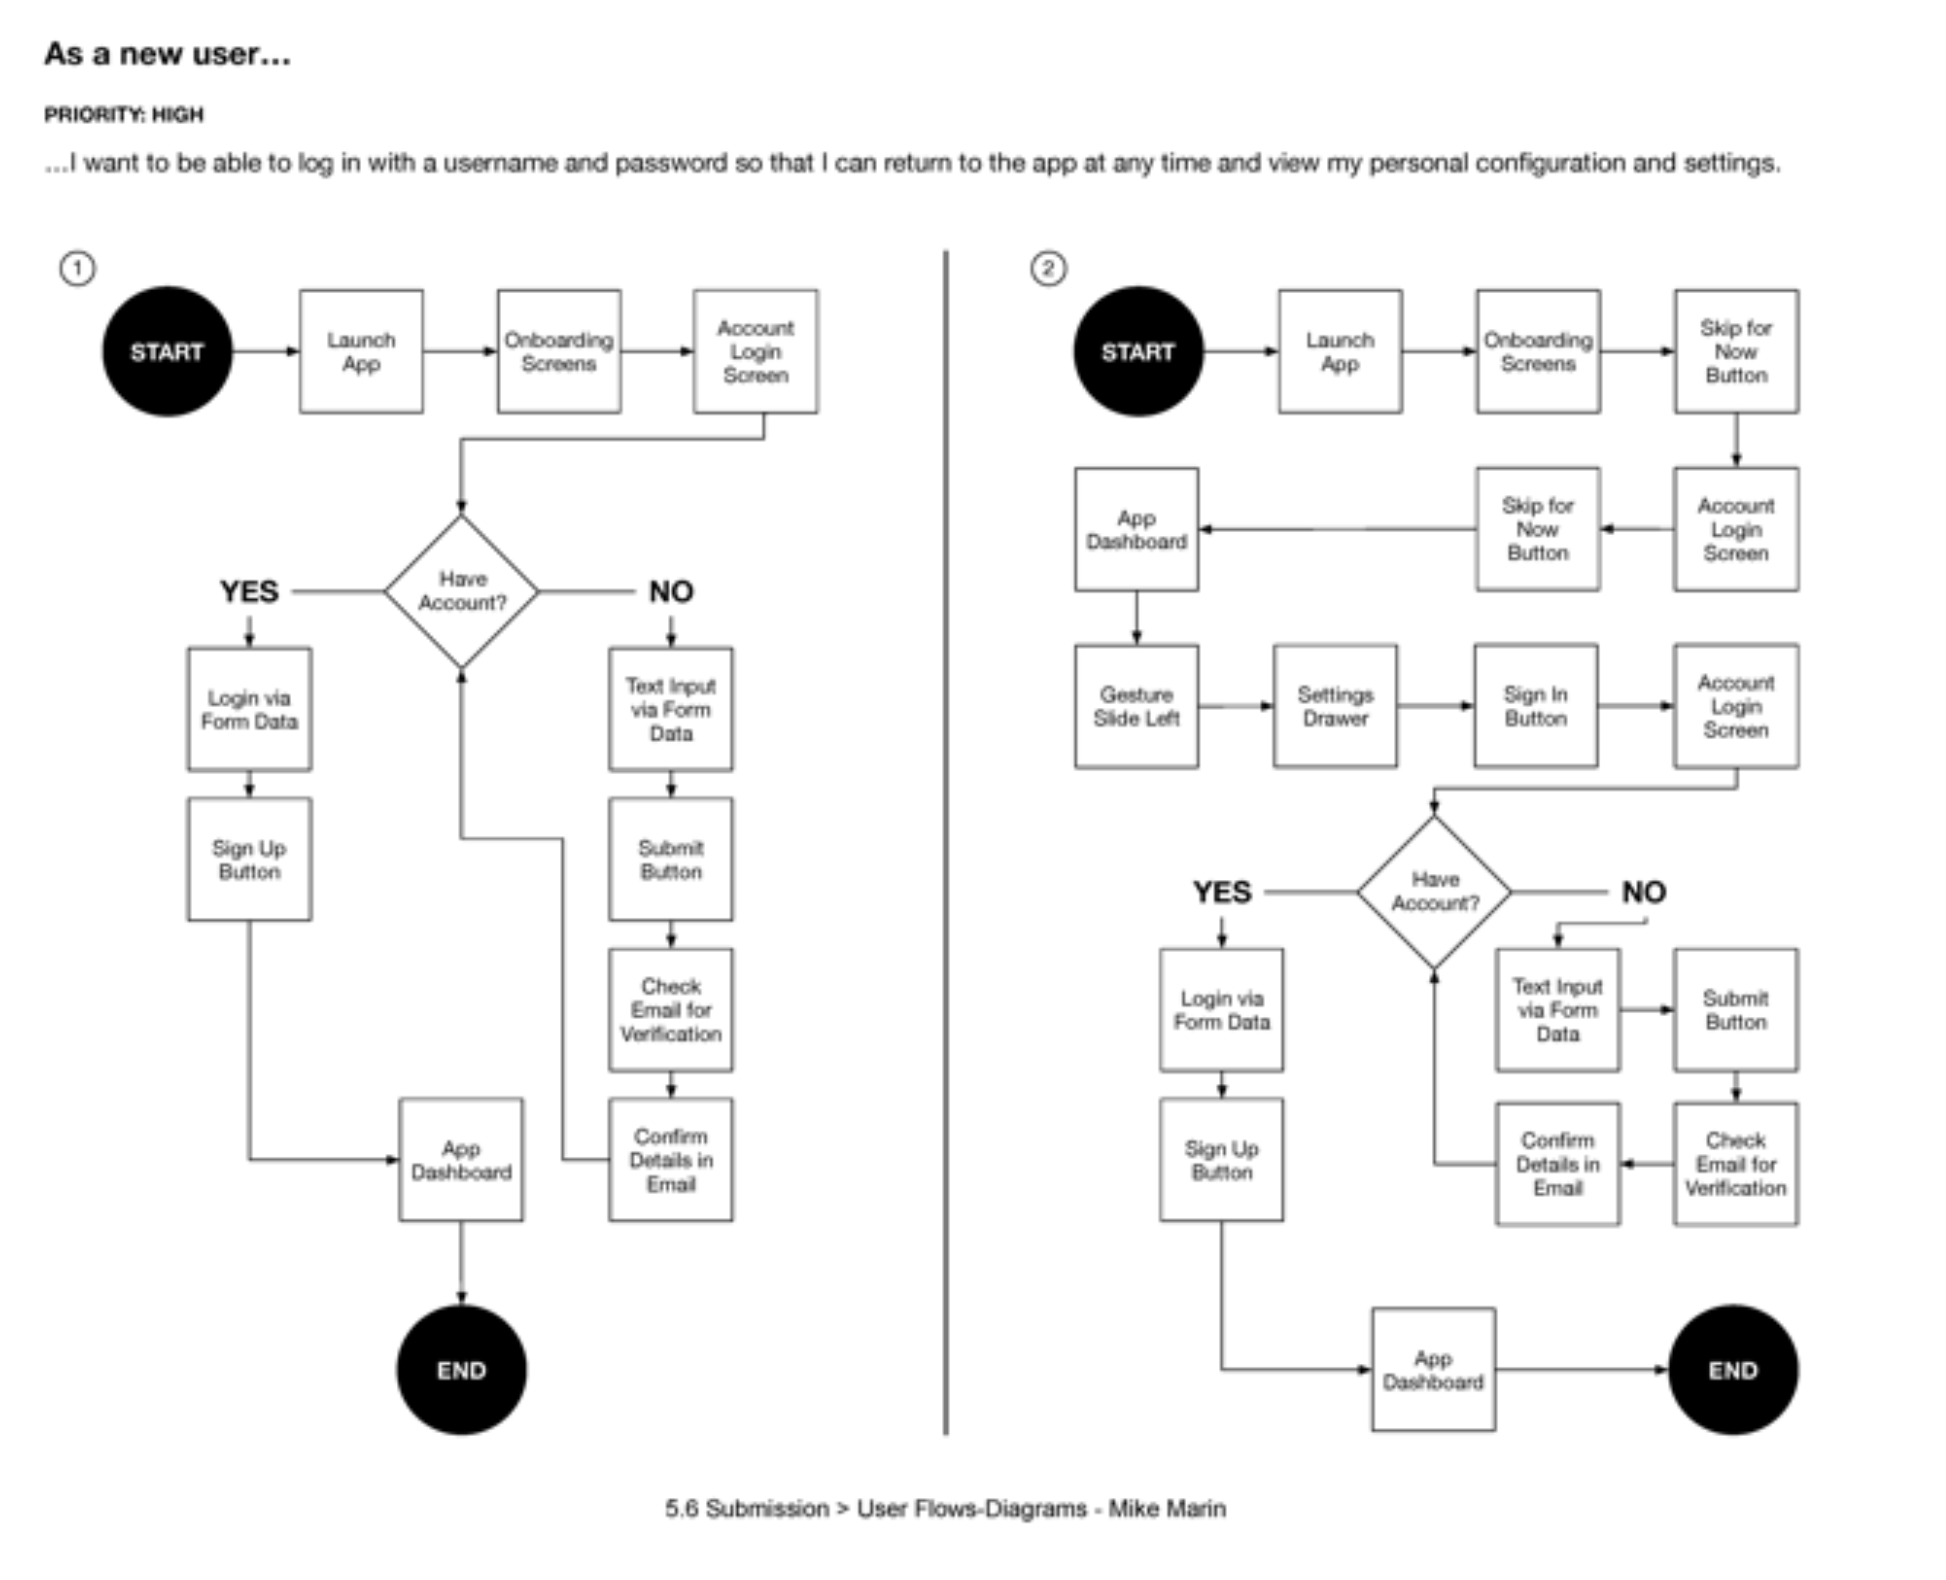 As a new user...
PRIORITY: HIGH
...I want to be able to log in with a username and password so that I can return to the app at any time and view my personal configuration and settings.
1
START
Launch
App
Onboarding
Screens
Account
Login
Screen
Have
Account?
YES
NO
Login via
Form Data
Sign Up
Button
Text Input
via Form
Data
Submit
Button
Check
Email for
Verification
Confirm
Details in
Email
App
Dashboard
END
2
START
Launch
App
Onboarding
Screens
Skip for
Now
Button
Account
Login
Screen
Skip for
Now
Button
App
Dashboard
Gesture
Slide Left
Settings
Drawer
Sign In
Button
Account
Login
Screen
Have
Account?
YES
NO
Login via
Form Data
Sign Up
Button
Text Input
via Form
Data
Submit
Button
Check
Email for
Verification
Confirm
Details in
Email
App
Dashboard
END
5.6 Submission > User Flows-Diagrams - Mike Marin